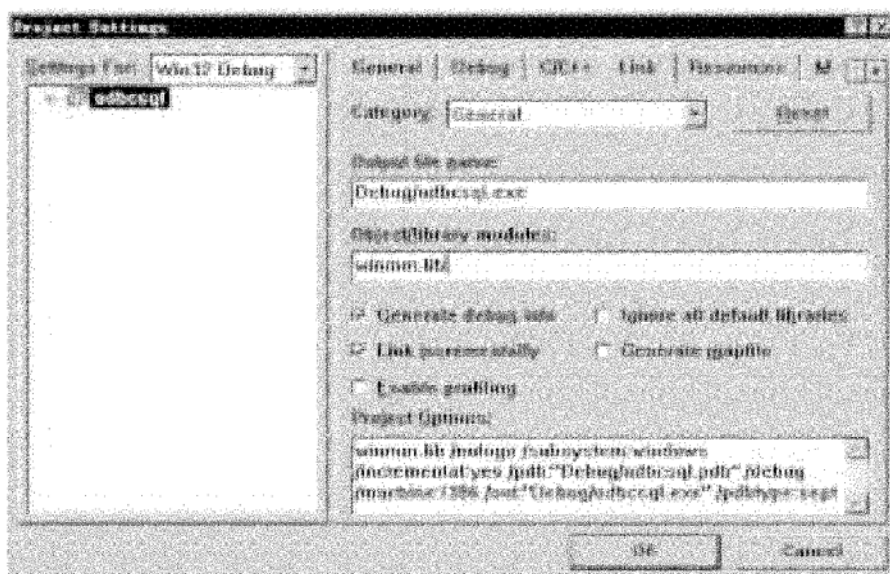 Project Settings
Settings For: Win32 Debug
odbcsql
General Debug C/C++ Link Resources M
Category: General Reset
Output file name:
Debug/odbcsql.exe
Object/library modules:
winmm.lib
Generate debug info Ignore all default libraries
Link incrementally Generate mapfile
Enable profiling
Project Options:
winmm.lib /nologo /subsystem:windows
/incremental:yes /pdb:"Debug/odbcsql.pdb" /debug
/machine:I386 /out:"Debug/odbcsql.exe" /pdbtype:sept
OK Cancel